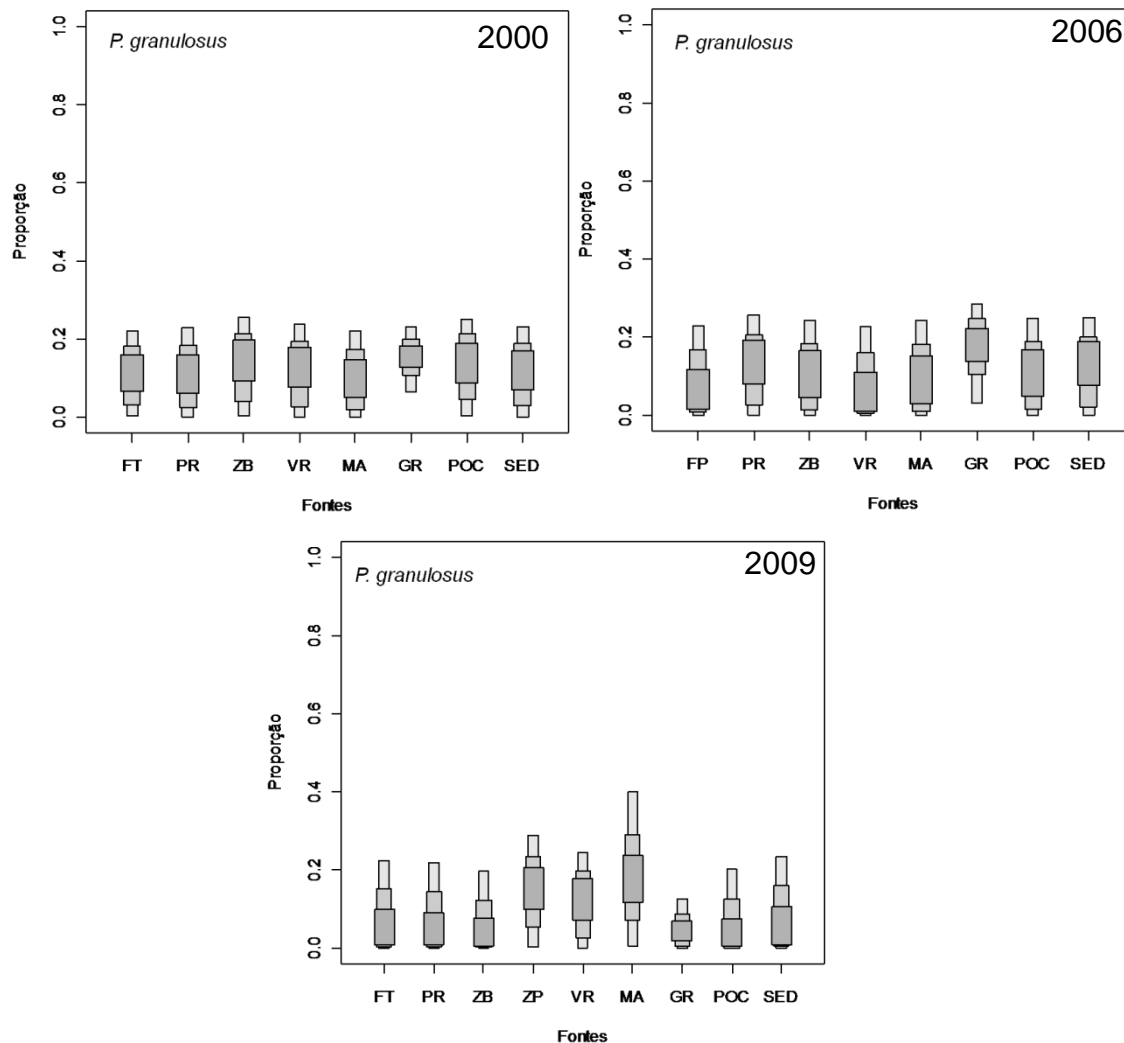 P. granulosus 2000
Proporção
1.0
0.8
0.6
0.4
0.2
0.0
FT PR ZB VR MA GR POC SED
Fontes
P. granulosus 2006
Proporção
1.0
0.8
0.6
0.4
0.2
0.0
FP PR ZB VR MA GR POC SED
Fontes
P. granulosus 2009
Proporção
1.0
0.8
0.6
0.4
0.2
0.0
FT PR ZB ZP VR MA GR POC SED
Fontes